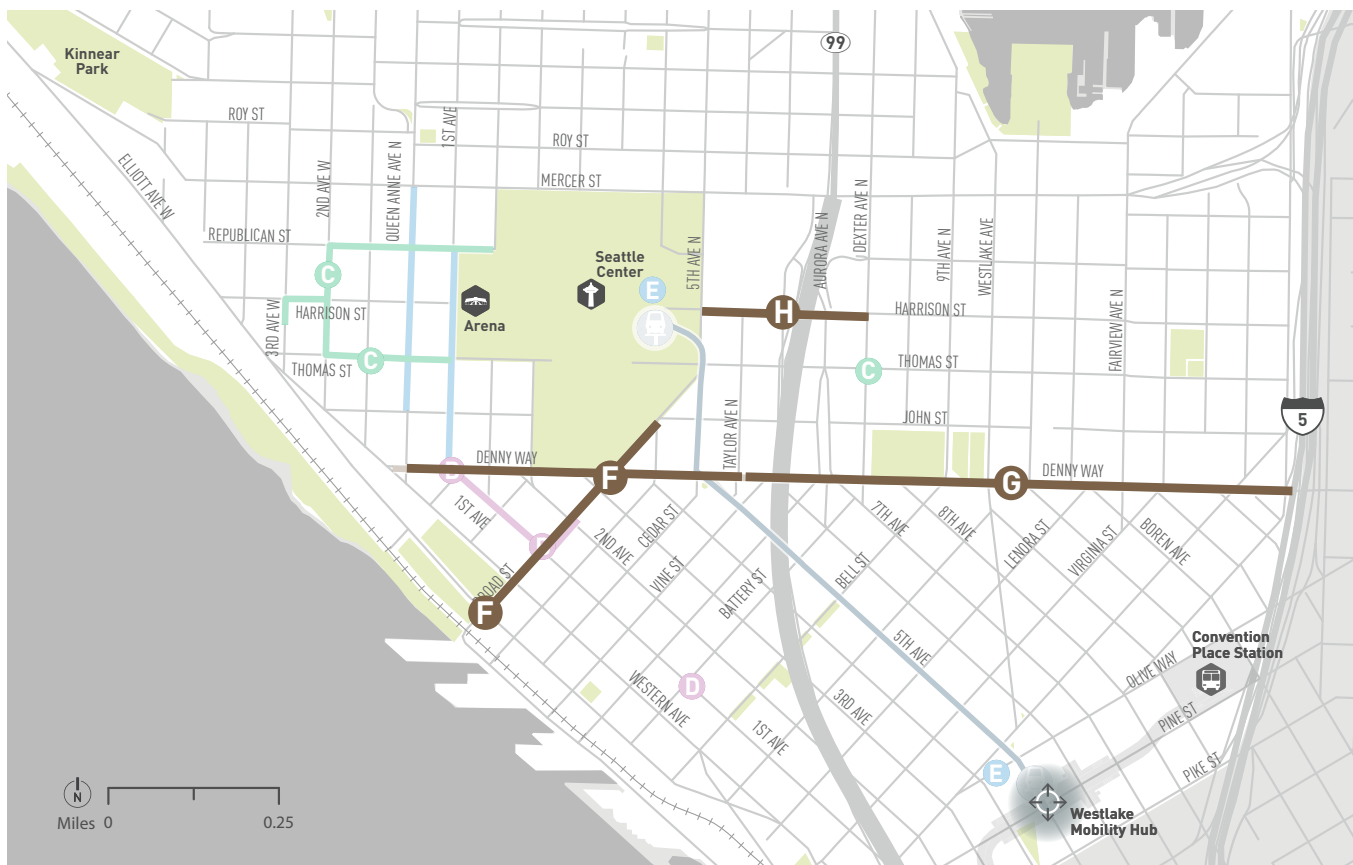 Kinnear
Park
99
ROY ST
1ST AVE
ROY ST
ELLIOTT AVE W
2ND AVE W
QUEEN ANNE AVE N
MERCER ST
REPUBLICAN ST
5TH AVE N
AURORA AVE N
DEXTER AVE N
9TH AVE N
WESTLAKE AVE
Seattle
Center
C
E
3RD AVE W
HARRISON ST
Arena
H
HARRISON ST
FAIRVIEW AVE N
THOMAS ST
C
C
THOMAS ST
TAYLOR AVE N
JOHN ST
5
D
DENNY WAY
F
G
DENNY WAY
1ST AVE
2ND AVE
CEDAR ST
7TH AVE
8TH AVE
LENORA ST
VIRGINIA ST
BOREN AVE
VINE ST
BATTERY ST
BELL ST
BROAD ST
F
5TH AVE
Convention
Place Station
OLIVE WAY
D
WESTERN AVE
3RD AVE
1ST AVE
PINE ST
PIKE ST
E
N
Miles 0 0.25
Westlake
Mobility Hub